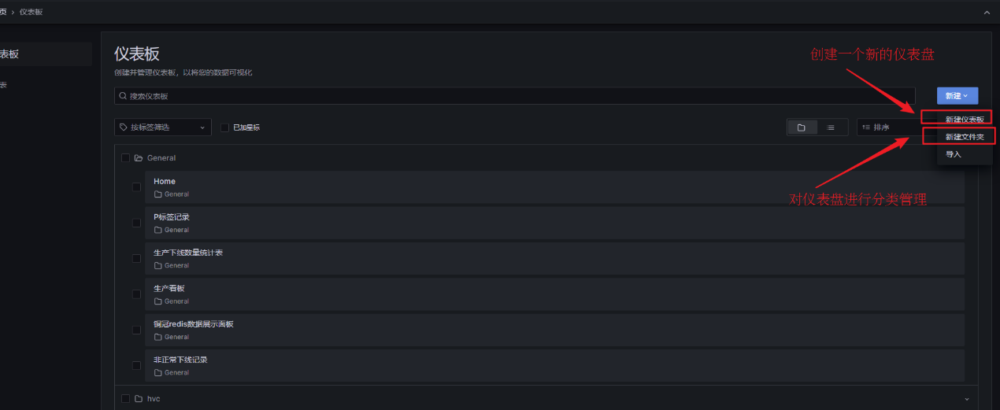 页 › 仪表板
表板
表
仪表板
创建并管理仪表板，以将您的数据可视化
创建一个新的仪表盘
搜索仪表板
新建
按标签筛选
已加星标
排序
新建仪表板
新建文件夹
导入
对仪表盘进行分类管理
General
Home
General
P标签记录
General
生产下线数量统计表
General
生产看板
General
铜冠redis数据展示面板
General
非正常下线记录
General
hvc